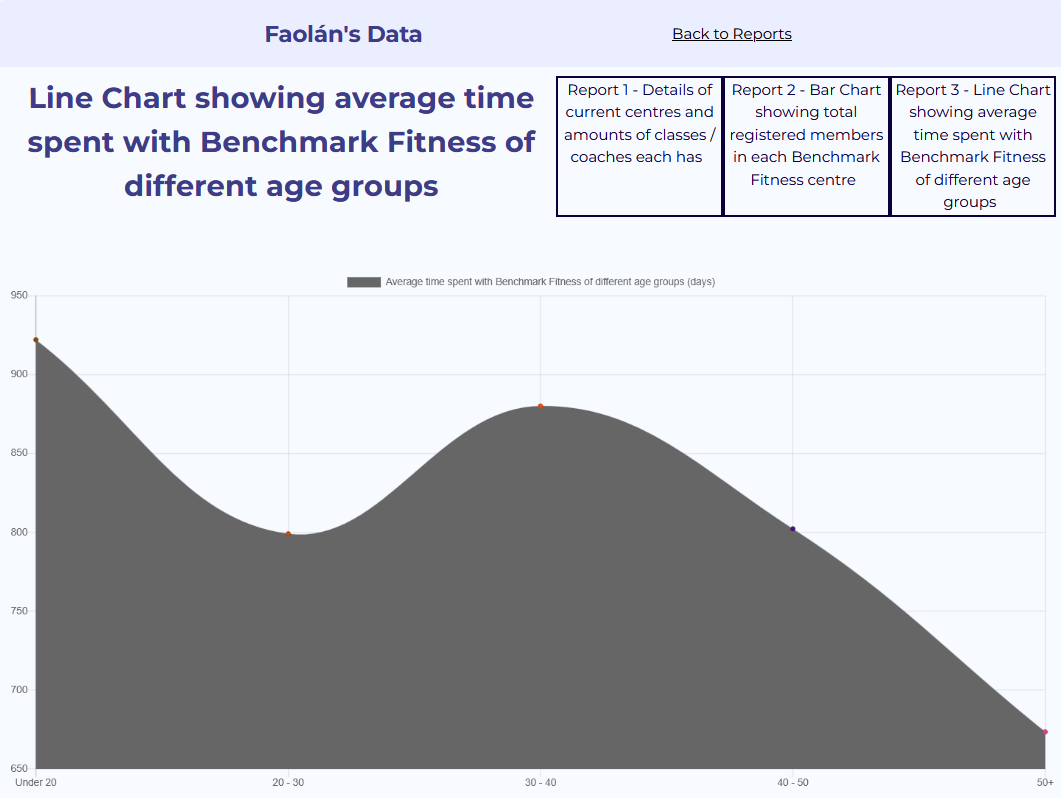 Faolán's Data
Back to Reports
Line Chart showing average time
spent with Benchmark Fitness of
different age groups
Report 1 - Details of
current centres and
amounts of classes /
coaches each has
Report 2 - Bar Chart
showing total
registered members
in each Benchmark
Fitness centre
Report 3 - Line Chart
showing average
time spent with
Benchmark Fitness
of different age
groups
Average time spent with Benchmark Fitness of different age groups (days)
950
900
850
800
750
700
650
Under 20
20 - 30
30 - 40
40 - 50
50+